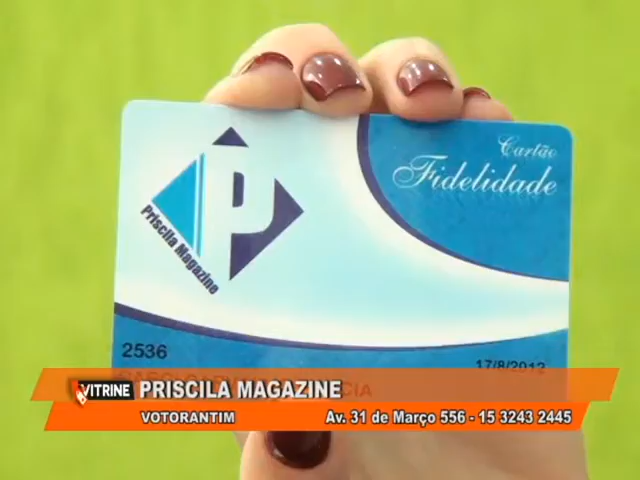 Cartão
Fidelidade
P
Priscila Magazine
2536
17/8/2012
VITRINE
PRISCILA MAGAZINE
VOTORANTIM
Av. 31 de Março 556 - 15 3243 2445